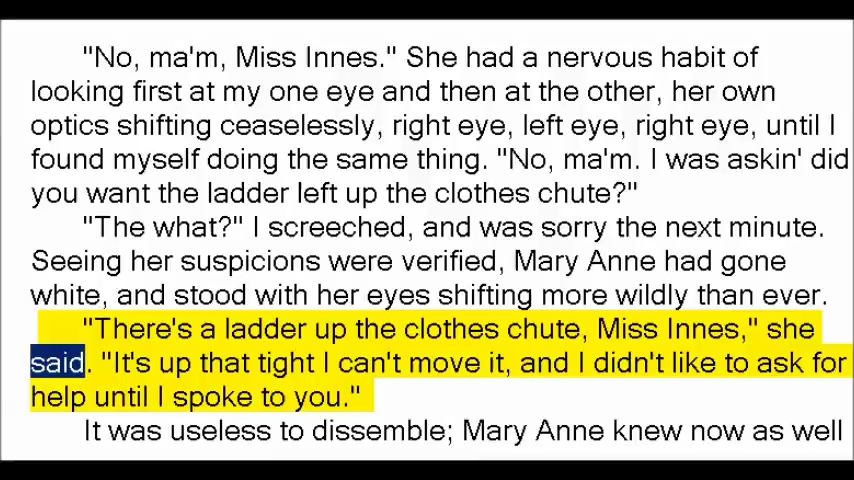 "No, ma'm, Miss Innes." She had a nervous habit of
looking first at my one eye and then at the other, her own
optics shifting ceaselessly, right eye, left eye, right eye, until I
found myself doing the same thing. "No, ma'm. I was askin' did
you want the ladder left up the clothes chute?"
"The what?" I screeched, and was sorry the next minute.
Seeing her suspicions were verified, Mary Anne had gone
white, and stood with her eyes shifting more wildly than ever.
"There's a ladder up the clothes chute, Miss Innes," she
said. "It's up that tight I can't move it, and I didn't like to ask for
help until I spoke to you."
It was useless to dissemble; Mary Anne knew now as well